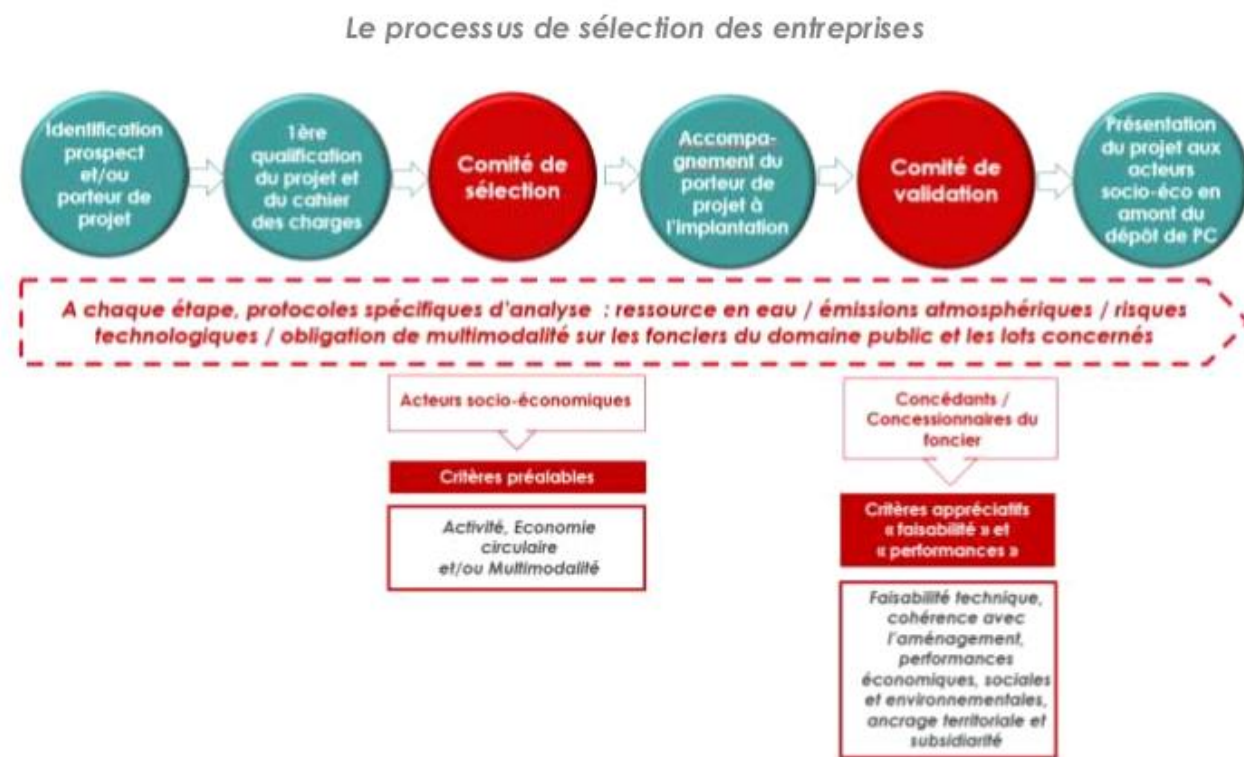 Le processus de sélection des entreprises
Identification
prospect
et/ou
porteur de
projet
1ère
qualification
du projet et
du cahier
des charges
Comité de
sélection
Accompa-
gnement du
porteur de
projet à
l'implantation
Comité de
validation
Présentation
du projet aux
acteurs
socio-éco en
amont du
dépôt de PC
A chaque étape, protocoles spécifiques d'analyse : ressource en eau / émissions atmosphériques / risques
technologiques / obligation de multimodalité sur les fonciers du domaine public et les lots concernés
Acteurs socio-économiques
Critères préalables
Activité, Economie
circulaire
et/ou Multimodalité
Concédants /
Concessionnaires du
foncier
Critères appréciatifs
« faisabilité » et
« performances »
Faisabilité technique,
cohérence avec
l'aménagement,
performances
économiques, sociales
et environnementales,
ancrage territoriale et
subsidiarité